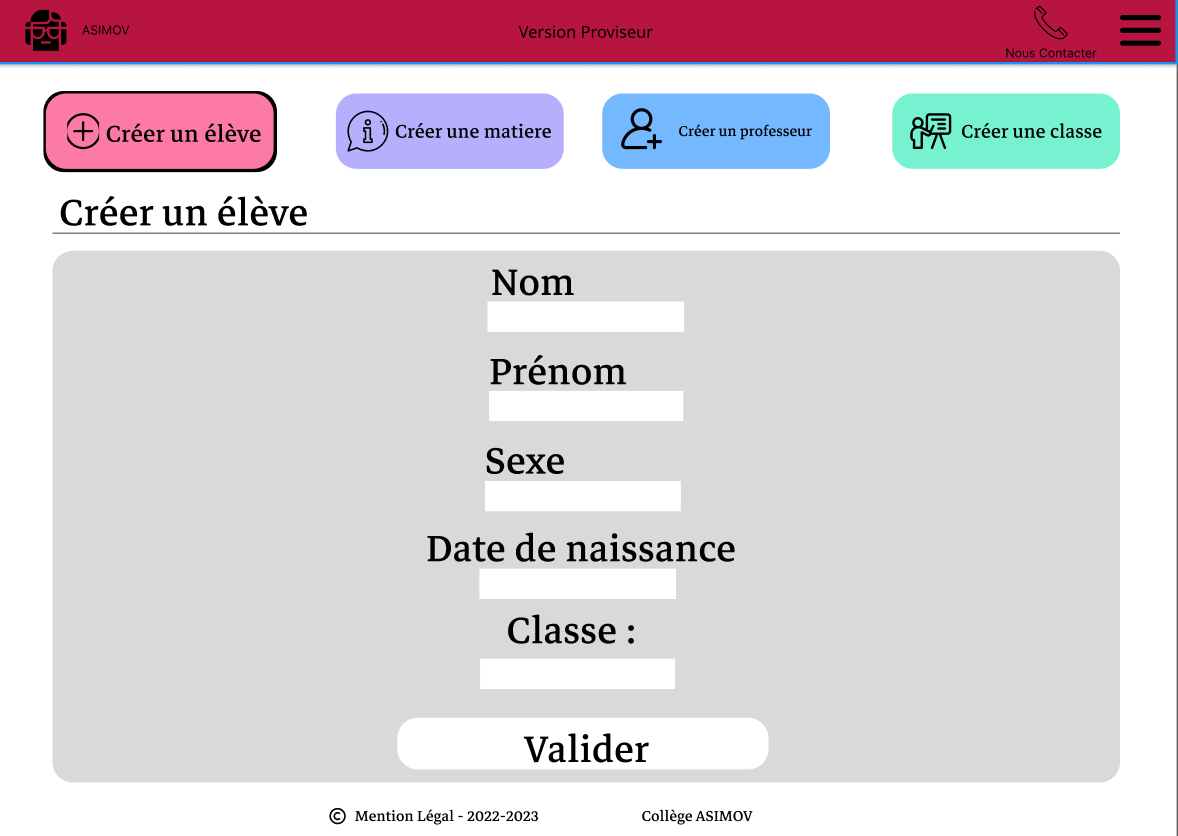 ASIMOV
Version Proviseur
Nous Contacter
Créer un élève
Créer une matiere
Créer un professeur
Créer une classe
Créer un élève
Nom
Prénom
Sexe
Date de naissance
Classe :
Valider
© Mention Légal - 2022-2023
Collège ASIMOV